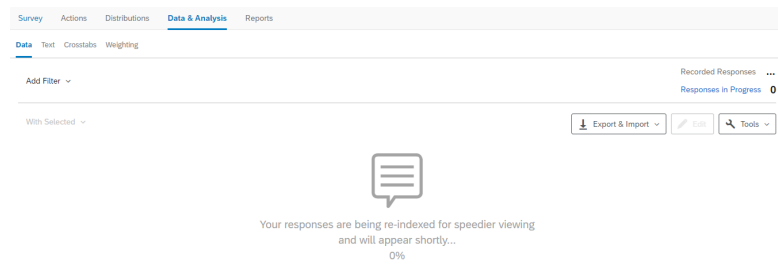 Survey Actions Distributions Data & Analysis Reports
Data Text Crosstabs Weighting
Add Filter
Recorded Responses ...
Responses in Progress 0
With Selected
Export & Import Edit Tools
Your responses are being re-indexed for speedier viewing
and will appear shortly...
0%